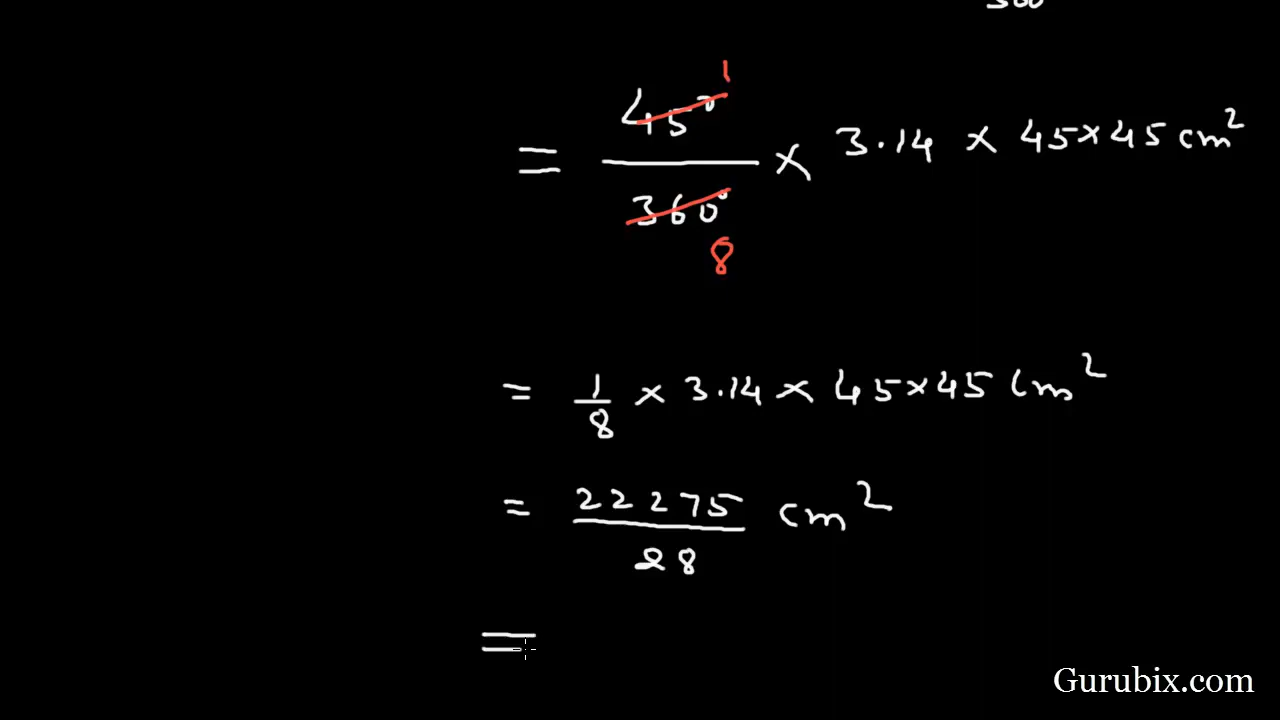 360
1
= 45° / 360° × 3.14 × 45×45 cm²
8
= 1/8 × 3.14 × 45×45 cm²
= 22275/28 cm²
=
Gurubix.com